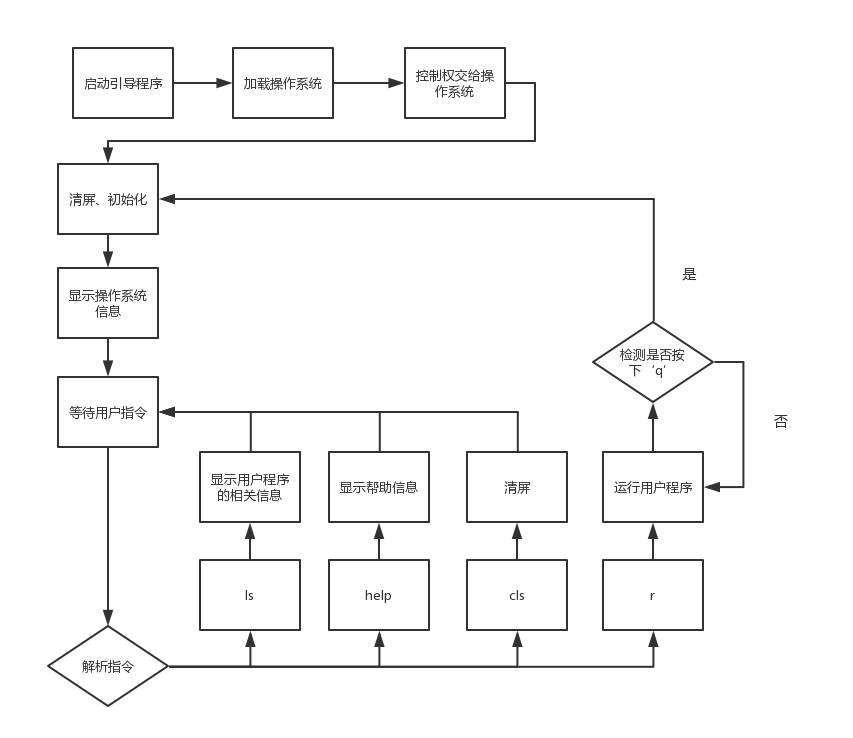 启动引导程序
加载操作系统
控制权交给操
作系统
清屏、初始化
是
显示操作系统
信息
检测是否按
下‘q’
等待用户指令
否
显示用户程序
的相关信息
显示帮助信息
清屏
运行用户程序
ls
help
cls
r
解析指令